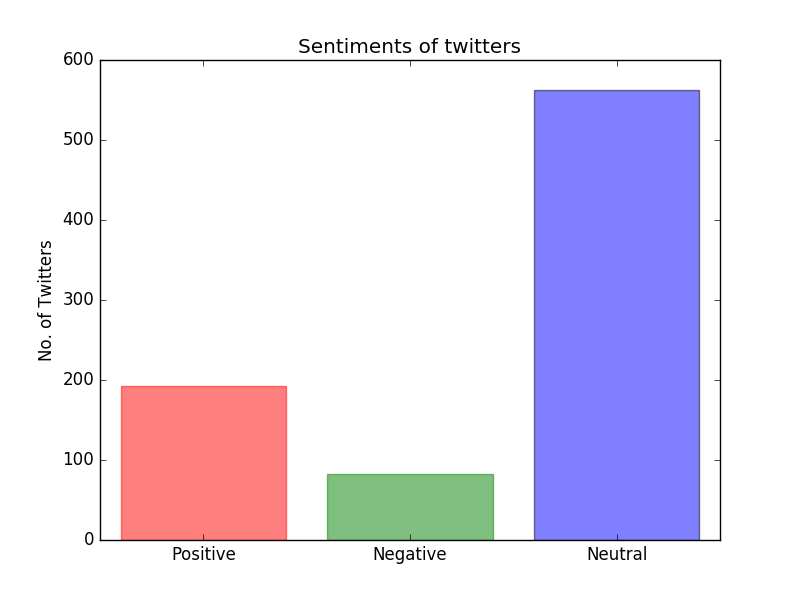 Sentiments of twitters
600
500
400
300
200
100
0
No. of Twitters
Positive
Negative
Neutral